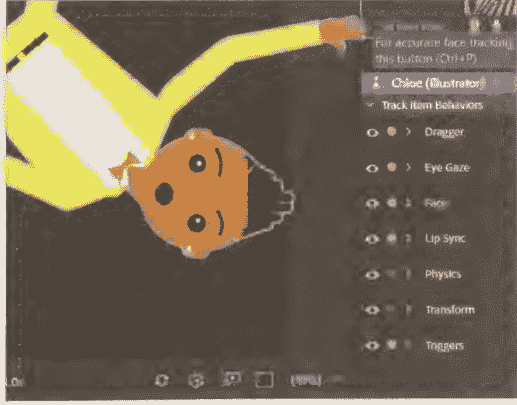 For accurate face tracking,
this button (Ctrl+P)
Chloe (Illustrator)
Track Item Behaviors
Dragger
Eye Gaze
Face
Lip Sync
Physics
Transform
Triggers